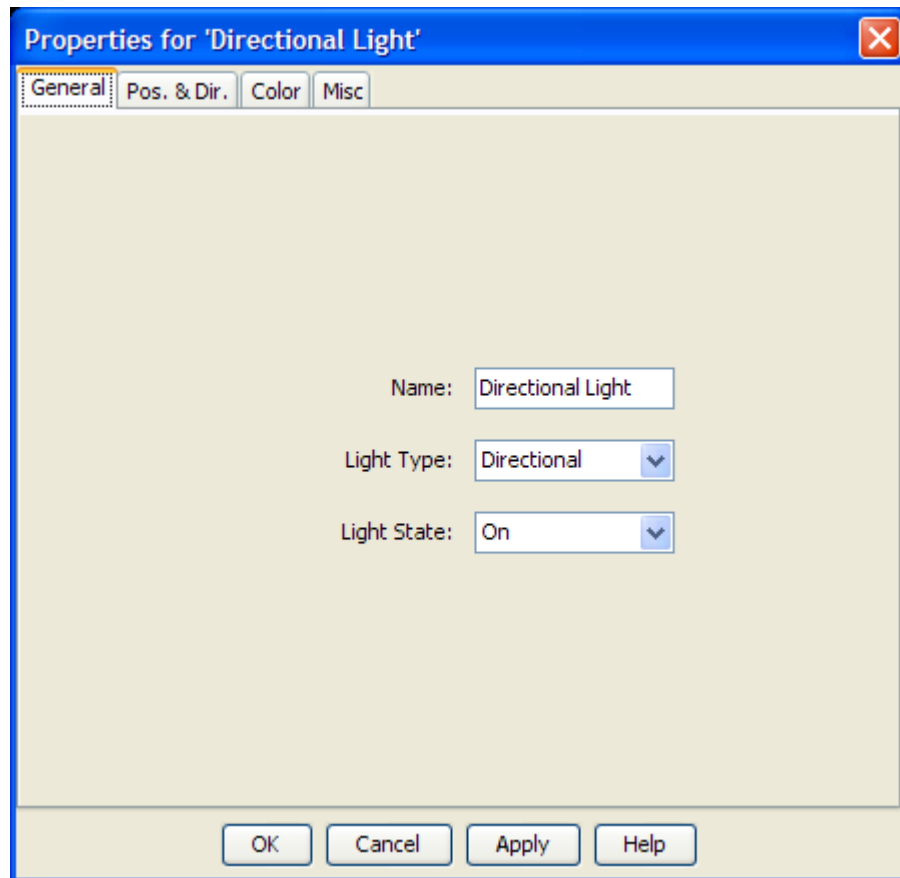 Properties for 'Directional Light'
General Pos. & Dir. Color Misc
Name: Directional Light
Light Type: Directional
Light State: On
OK Cancel Apply Help